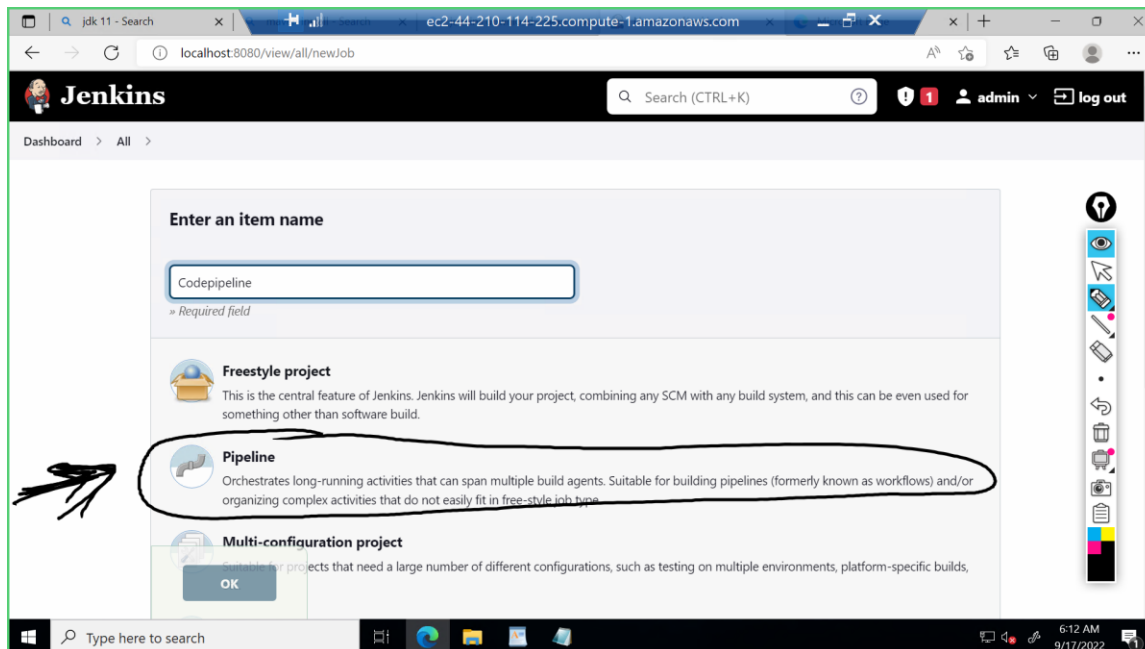 jdk 11 - Search
ec2-44-210-114-225.compute-1.amazonaws.com
localhost:8080/view/all/newJob
Jenkins
Search (CTRL+K)
1
admin
log out
Dashboard > All >
Enter an item name
Codepipeline
» Required field
Freestyle project
This is the central feature of Jenkins. Jenkins will build your project, combining any SCM with any build system, and this can be even used for
something other than software build.
Pipeline
Orchestrates long-running activities that can span multiple build agents. Suitable for building pipelines (formerly known as workflows) and/or
organizing complex activities that do not easily fit in free-style job type.
Multi-configuration project
Suitable for projects that need a large number of different configurations, such as testing on multiple environments, platform-specific builds,
OK
Type here to search
6:12 AM
9/17/2022
1